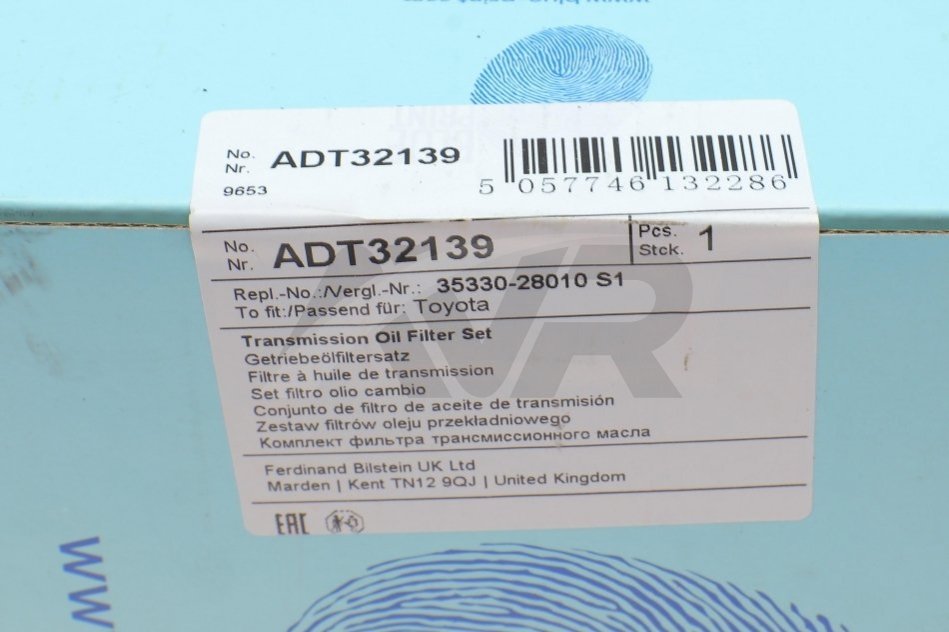 No. ADT32139
Nr.
9653
5 057746 132286
No. ADT32139
Nr.
Pcs. 1
Stck.
Repl.-No.:/Vergl.-Nr.: 35330-28010 S1
To fit:/Passend für: Toyota
Transmission Oil Filter Set
Getriebeölfiltersatz
Filtre à huile de transmission
Set filtro olio cambio
Conjunto de filtro de aceite de transmisión
Zestaw filtrów oleju przekładniowego
Комплект фильтра трансмиссионного масла
Ferdinand Bilstein UK Ltd
Marden | Kent TN12 9QJ | United Kingdom
EAC
AVR
ww